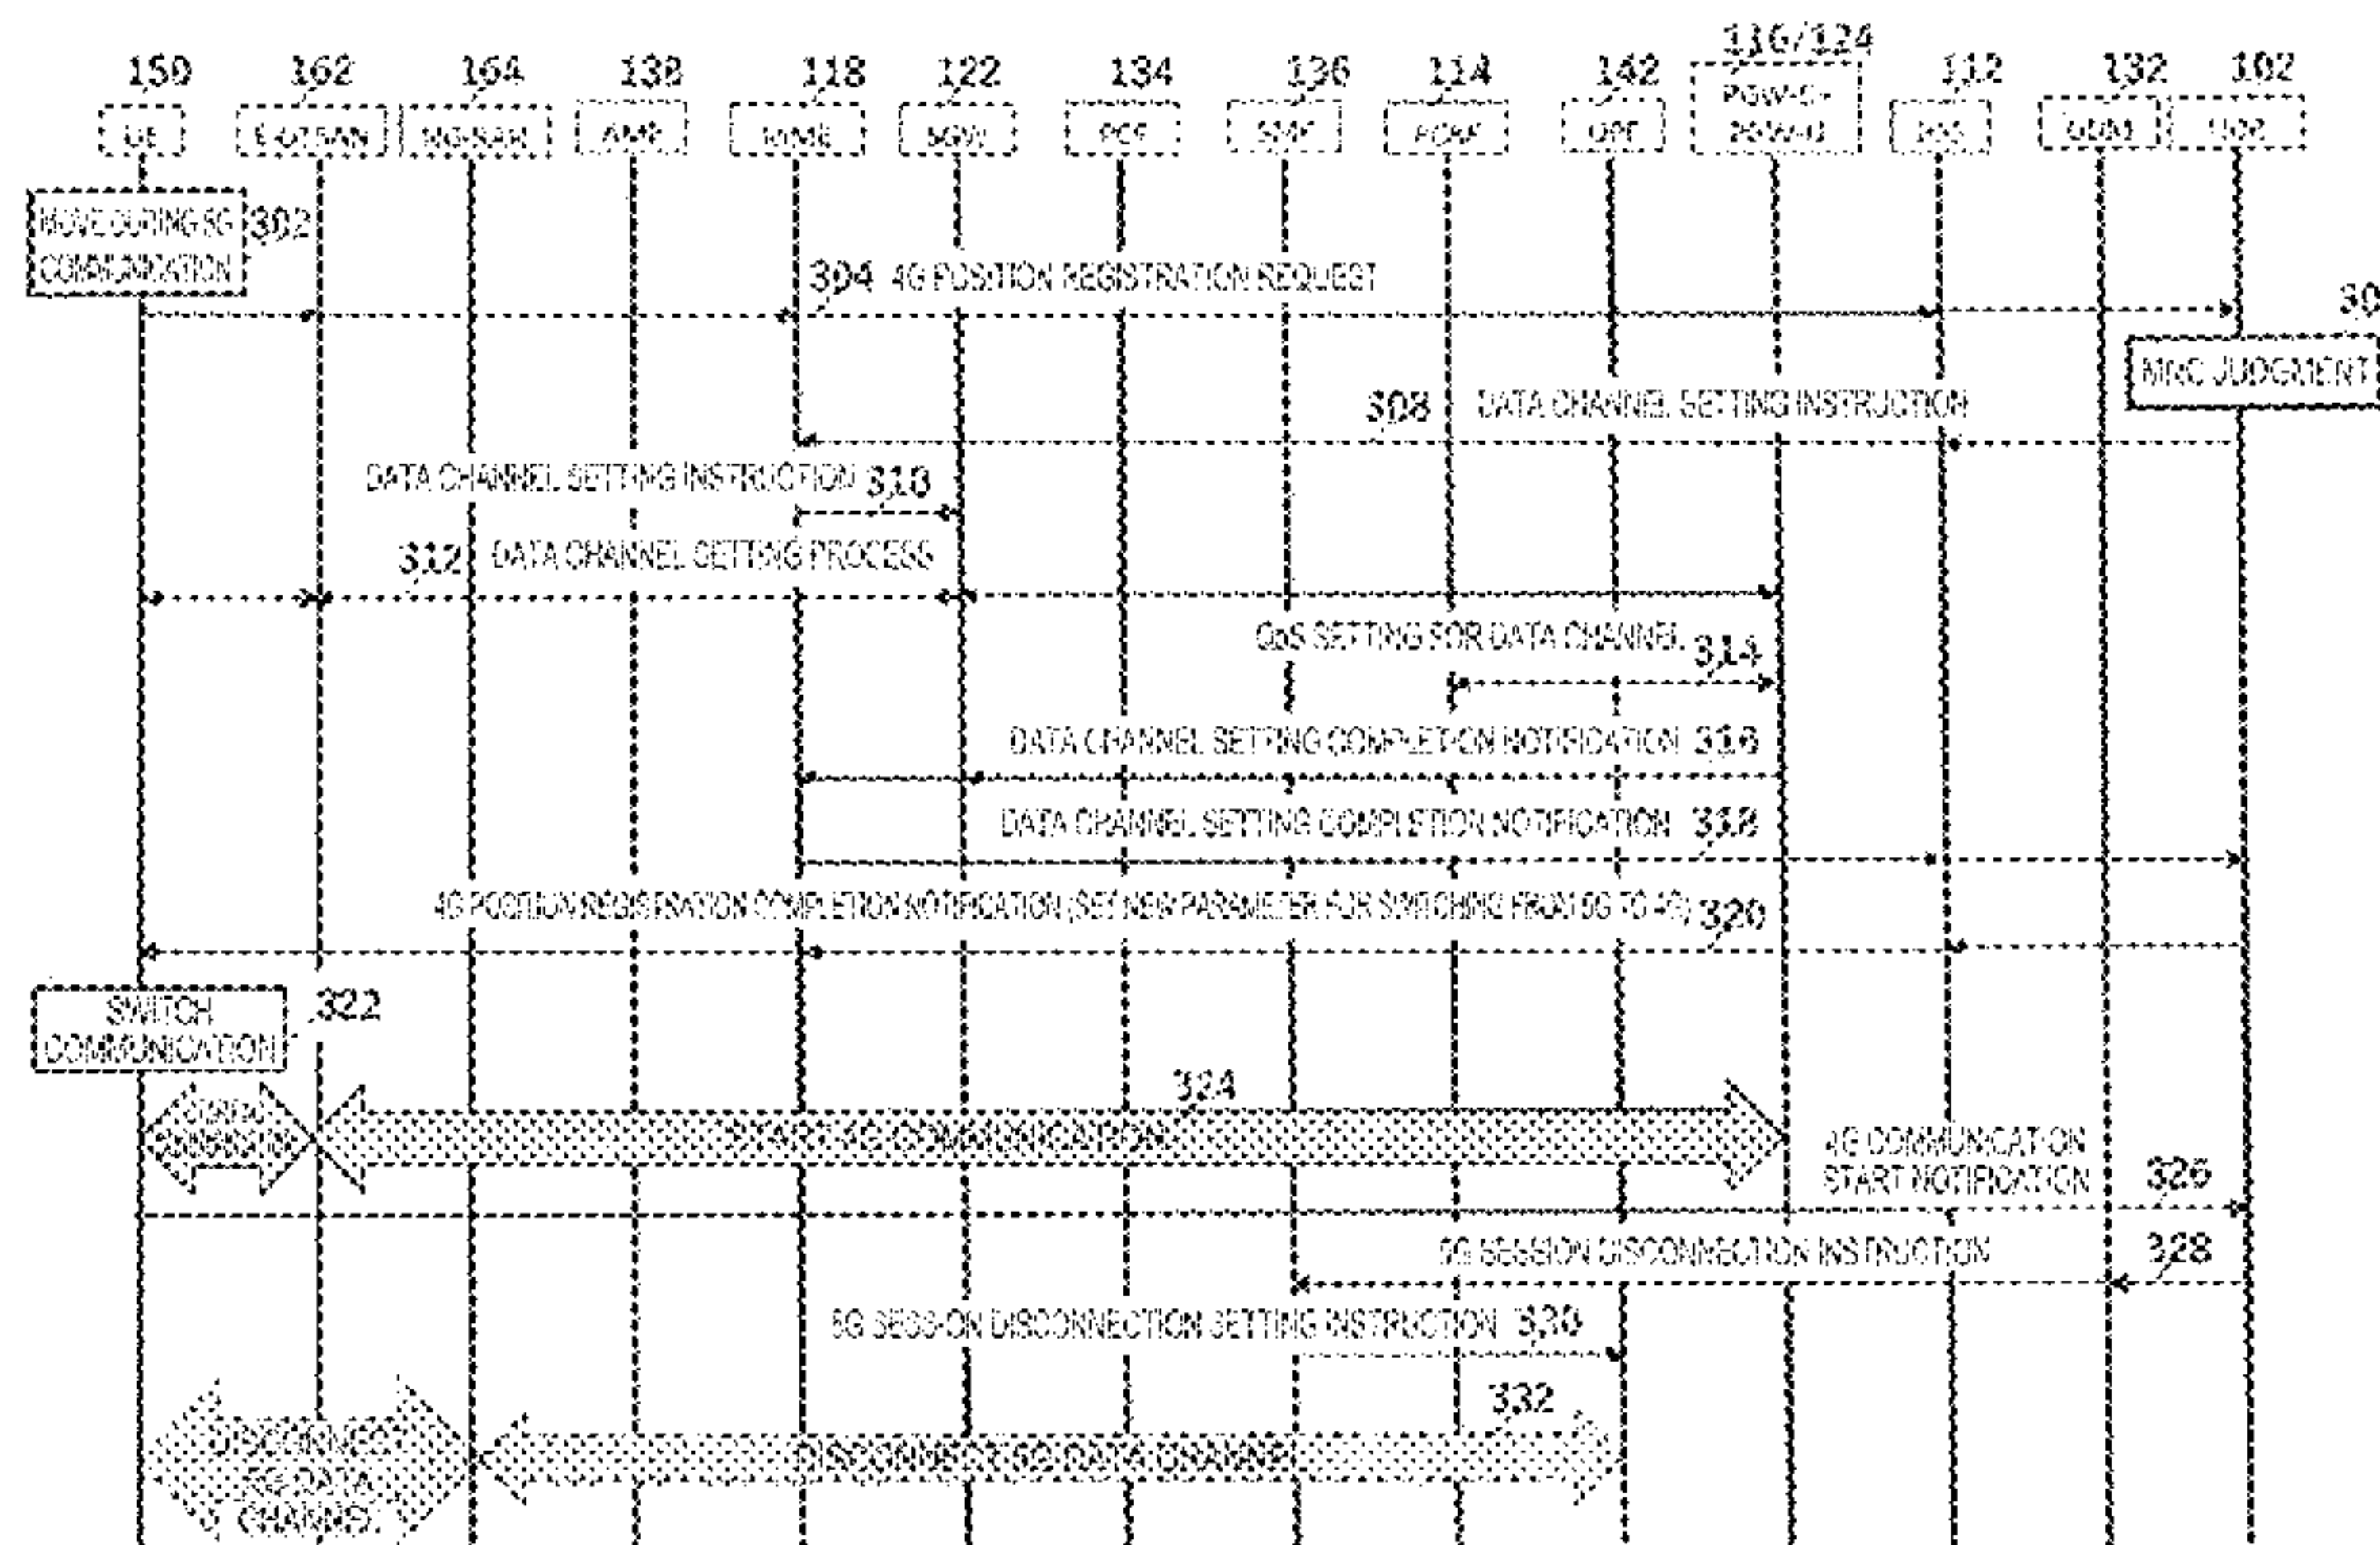 150 162 164 138 118 122 134 136 114 142 116/124 112 132 102
UE E-UTRAN NG-RAN AMF MME SGW PCF SMF PCRF UPF PGW-C+ HSS UDM UDR
PGW-U
MOVE DURING 5G 302
COMMUNICATION
304 4G POSITION REGISTRATION REQUEST
30
MNC JUDGMENT
308 DATA CHANNEL SETTING INSTRUCTION
DATA CHANNEL SETTING INSTRUCTION 310
312 DATA CHANNEL SETTING PROCESS
QoS SETTING FOR DATA CHANNEL 314
DATA CHANNEL SETTING COMPLETION NOTIFICATION 316
DATA CHANNEL SETTING COMPLETION NOTIFICATION 318
4G POSITION REGISTRATION COMPLETION NOTIFICATION (SET NEW PARAMETER FOR SWITCHING FROM 5G TO 4G) 320
SWITCH 322
COMMUNICATION
324
START 4G COMMUNICATION
4G COMMUNICATION
START NOTIFICATION 326
5G SESSION DISCONNECTION INSTRUCTION 328
5G SESSION DISCONNECTION SETTING INSTRUCTION 330
332
DISCONNECT 5G DATA CHANNEL
DISCONNECT
5G DATA
CHANNEL